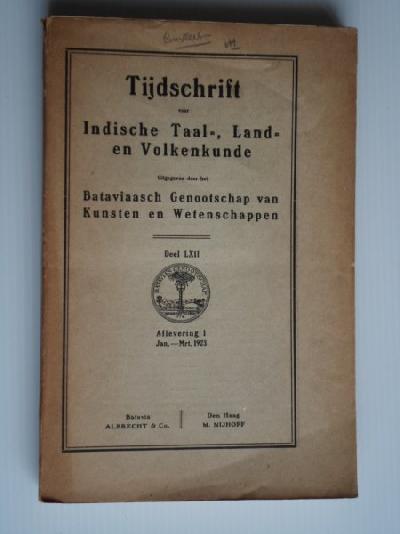 Tijdschrift
voor
Indische Taal-, Land-
en Volkenkunde
Uitgegeven door het
Bataviaasch Genootschap van
Kunsten en Wetenschappen
Deel LXII
Aflevering 1
Jan.—Mrt. 1923
Batavia
ALBRECHT & Co.
Den Haag
M. NIJHOFF